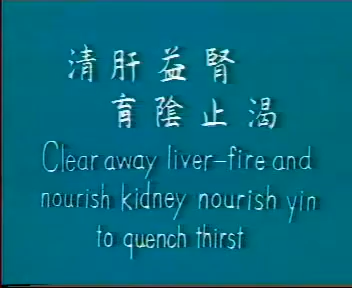 清肝益腎
育陰止渴
Clear away liver-fire and
nourish kidney nourish yin
to quench thirst